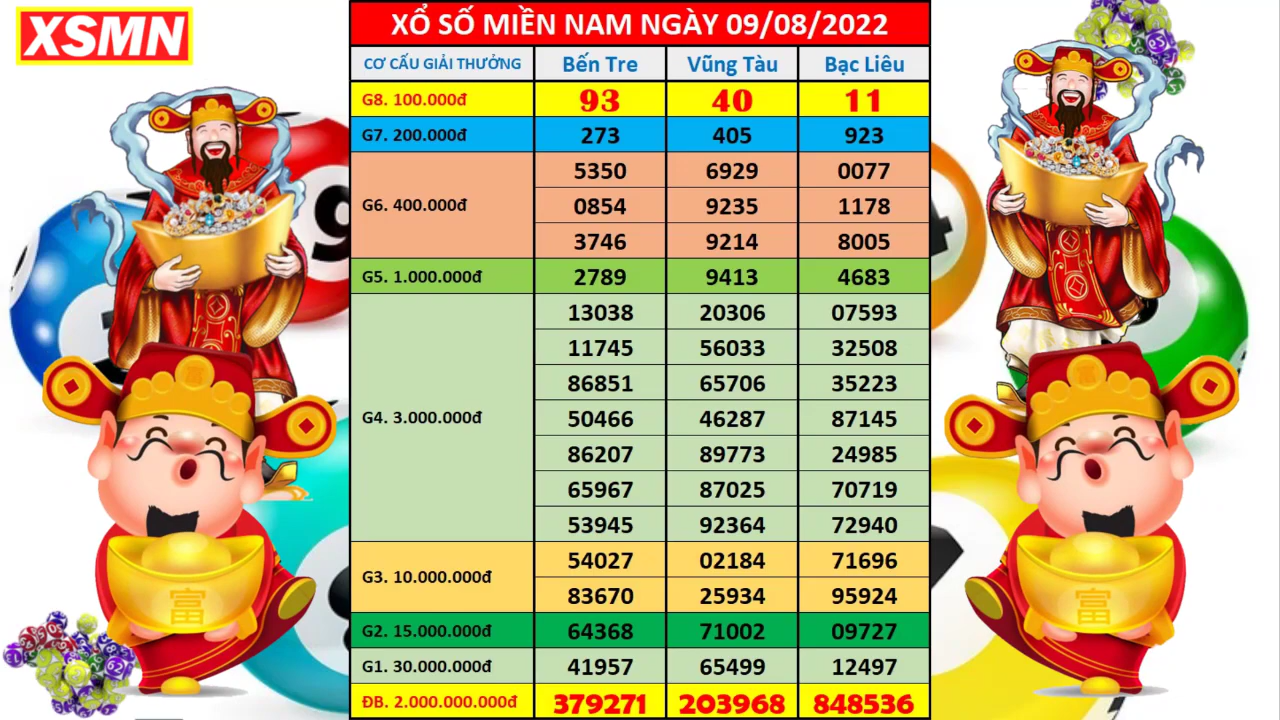 XSMN
XỔ SỐ MIỀN NAM NGÀY 09/08/2022
CƠ CẤU GIẢI THƯỞNG Bến Tre Vũng Tàu Bạc Liêu
G8. 100.000đ 93 40 11
G7. 200.000đ 273 405 923
5350 6929 0077
G6. 400.000đ 0854 9235 1178
3746 9214 8005
G5. 1.000.000đ 2789 9413 4683
13038 20306 07593
11745 56033 32508
86851 65706 35223
G4. 3.000.000đ 50466 46287 87145
86207 89773 24985
65967 87025 70719
53945 92364 72940
G3. 10.000.000đ 54027 02184 71696
83670 25934 95924
G2. 15.000.000đ 64368 71002 09727
G1. 30.000.000đ 41957 65499 12497
ĐB. 2.000.000.000đ 379271 203968 848536
富
富